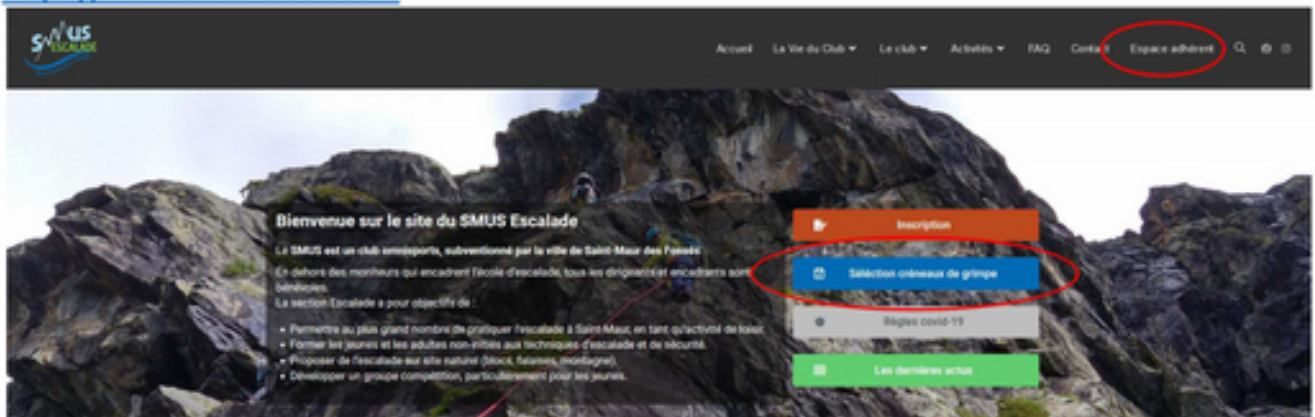 SMUS
ESCALADE
Accueil La Vie du Club Le club Activités FAQ Contact Espace adhérent
Bienvenue sur le site du SMUS Escalade
Le SMUS est un club omnisports, subventionné par la ville de Saint-Maur des Fossés
En dehors des moniteurs qui encadrent l'école d'escalade, tous les dirigeants et encadrants sont
bénévoles.
La section Escalade a pour objectifs de :
• Permettre au plus grand nombre de pratiquer l'escalade à Saint-Maur, en tant qu'activité de loisir.
• Former les jeunes et les adultes non-initiés aux techniques d'escalade et de sécurité.
• Proposer de l'escalade sur site naturel (blocs, falaises, montagne).
• Développer un groupe compétition, particulièrement pour les jeunes.
Inscription
Séléction créneaux de grimpe
Règles covid-19
Les dernières actus